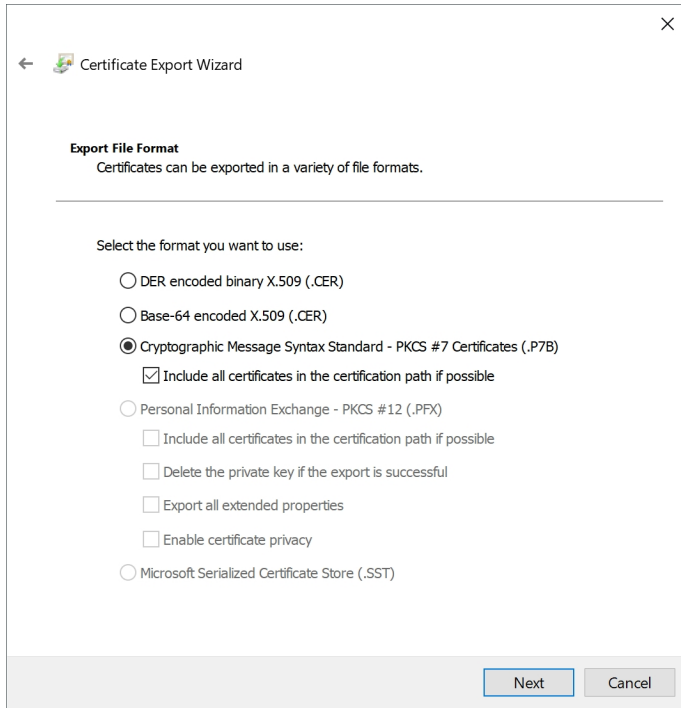 Certificate Export Wizard
Export File Format
Certificates can be exported in a variety of file formats.
Select the format you want to use:
DER encoded binary X.509 (.CER)
Base-64 encoded X.509 (.CER)
Cryptographic Message Syntax Standard - PKCS #7 Certificates (.P7B)
Include all certificates in the certification path if possible
Personal Information Exchange - PKCS #12 (.PFX)
Include all certificates in the certification path if possible
Delete the private key if the export is successful
Export all extended properties
Enable certificate privacy
Microsoft Serialized Certificate Store (.SST)
Next Cancel